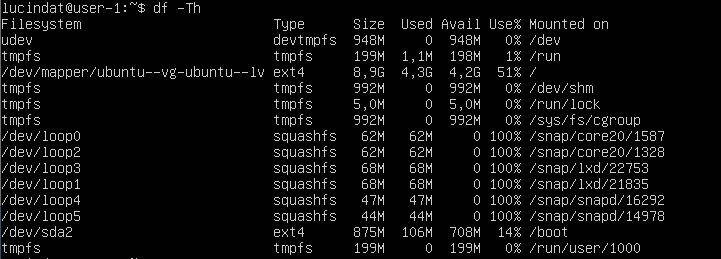 lucindat@user-1:~$ df -Th
Filesystem Type Size Used Avail Use% Mounted on
udev devtmpfs 948M 0 948M 0% /dev
tmpfs tmpfs 199M 1,1M 198M 1% /run
/dev/mapper/ubuntu--vg-ubuntu--lv ext4 8,9G 4,3G 4,2G 51% /
tmpfs tmpfs 992M 0 992M 0% /dev/shm
tmpfs tmpfs 5,0M 0 5,0M 0% /run/lock
tmpfs tmpfs 992M 0 992M 0% /sys/fs/cgroup
/dev/loop0 squashfs 62M 62M 0 100% /snap/core20/1587
/dev/loop2 squashfs 62M 62M 0 100% /snap/core20/1328
/dev/loop3 squashfs 68M 68M 0 100% /snap/lxd/22753
/dev/loop1 squashfs 68M 68M 0 100% /snap/lxd/21835
/dev/loop4 squashfs 47M 47M 0 100% /snap/snapd/16292
/dev/loop5 squashfs 44M 44M 0 100% /snap/snapd/14978
/dev/sda2 ext4 875M 106M 708M 14% /boot
tmpfs tmpfs 199M 0 199M 0% /run/user/1000